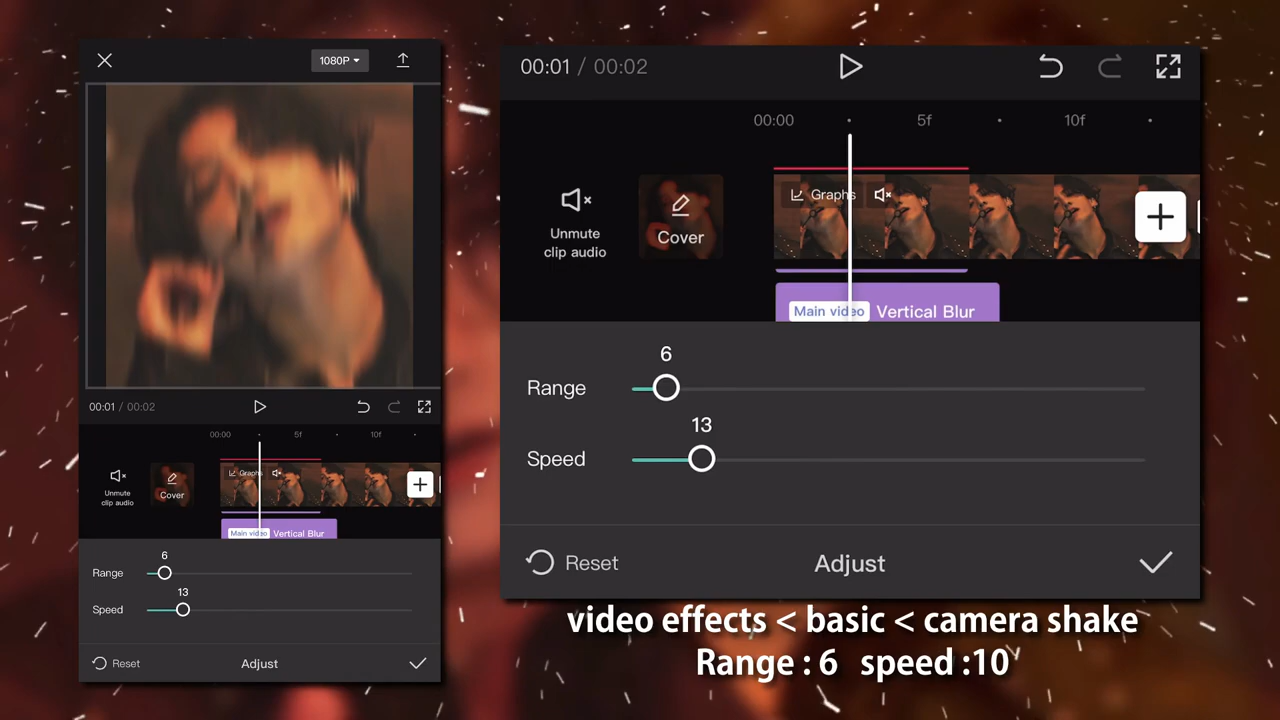 1080P
00:01 / 00:02
00:00
5f
10f
Unmute
clip audio
Cover
Graphs
Main video
Vertical Blur
6
Range
13
Speed
Reset
Adjust
00:01 / 00:02
00:00
5f
10f
Unmute
clip audio
Cover
Graphs
Main video
Vertical Blur
6
Range
13
Speed
Reset
Adjust
video effects < basic < camera shake
Range : 6 speed :10